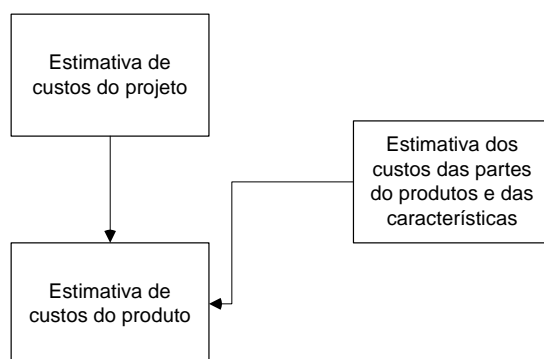 Estimativa de
custos do projeto
Estimativa dos
custos das partes
do produtos e das
características
Estimativa de
custos do produto